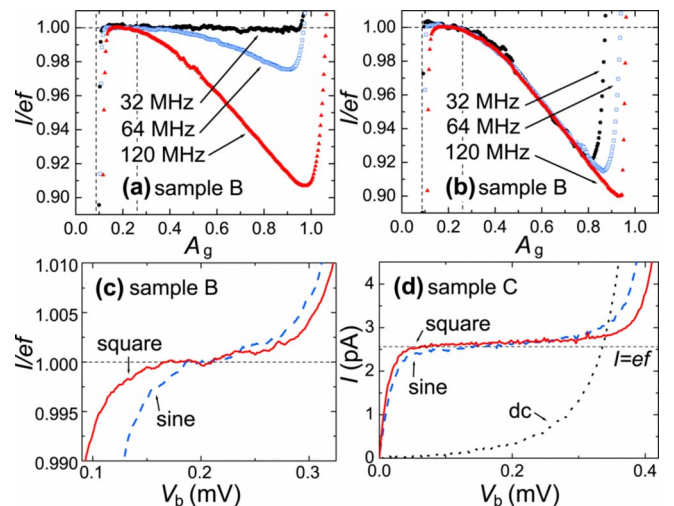 1.00
0.98
0.96
0.94
0.92
0.90
I/ef
32 MHz
64 MHz
120 MHz
(a) sample B
0.0 0.2 0.4 0.6 0.8 1.0
A_g
1.00
0.98
0.96
0.94
0.92
0.90
I/ef
32 MHz
64 MHz
120 MHz
(b) sample B
0.0 0.2 0.4 0.6 0.8 1.0
A_g
1.010
1.005
1.000
0.995
0.990
I/ef
(c) sample B
square
sine
0.1 0.2 0.3
V_b (mV)
4
3
2
1
0
I (pA)
(d) sample C
square
sine
I=ef
dc
0.0 0.2 0.4
V_b (mV)